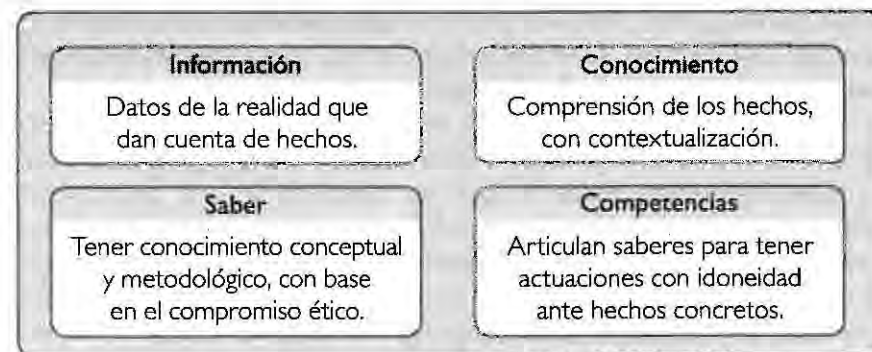 Información
Datos de la realidad que
dan cuenta de hechos.
Conocimiento
Comprensión de los hechos,
con contextualización.
Saber
Tener conocimiento conceptual
y metodológico, con base
en el compromiso ético.
Competencias
Articulan saberes para tener
actuaciones con idoneidad
ante hechos concretos.